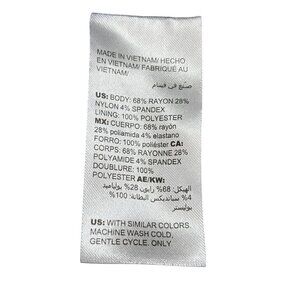 MADE IN VIETNAM/ HECHO
EN VIETNAM/ FABRIQUÉ AU
VIETNAM/
صنع في فيتنام
US: BODY: 68% RAYON 28%
NYLON 4% SPANDEX
LINING: 100% POLYESTER
MX: CUERPO: 68% rayón
28% poliamida 4% elastano
FORRO: 100% poliéster CA:
CORPS: 68% RAYONNE 28%
POLYAMIDE 4% SPANDEX
DOUBLURE: 100%
POLYESTER AE/KW:
الهيكل: 68% رايون، 28% بولياميد
4% سبانديكس البطانة: 100%
بوليستر
US: WITH SIMILAR COLORS.
MACHINE WASH COLD,
GENTLE CYCLE. ONLY